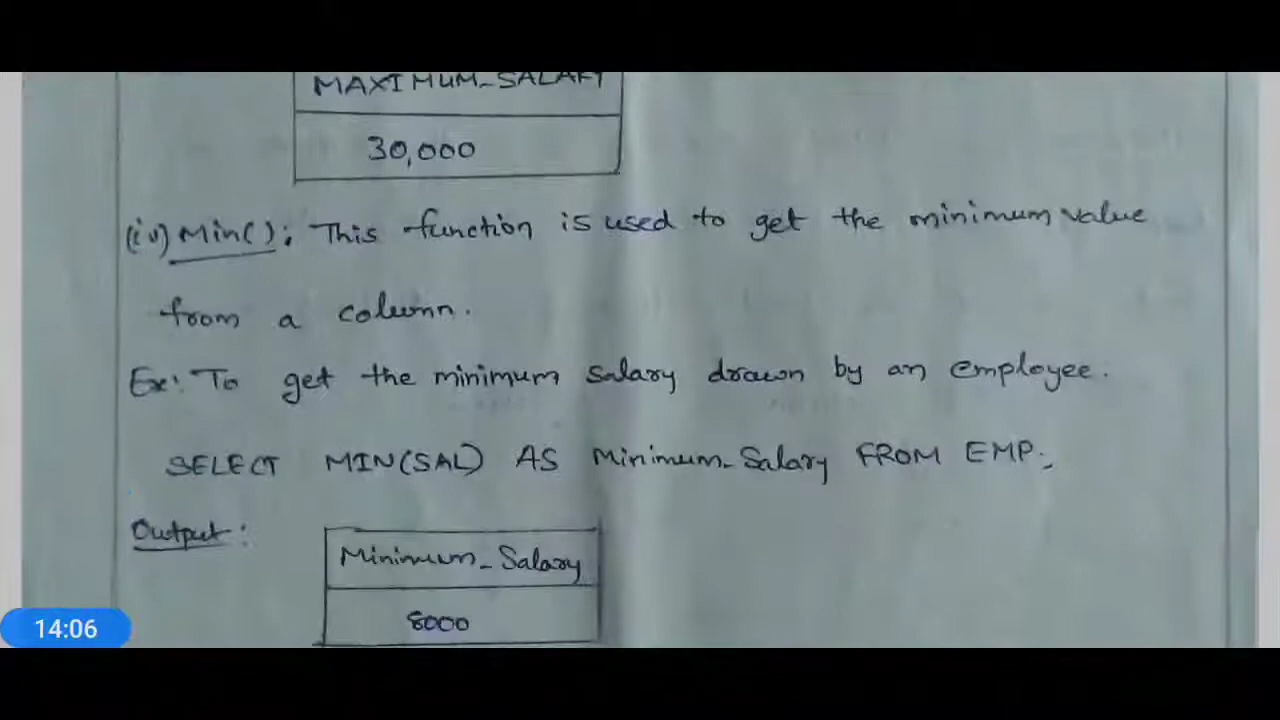 MAXIMUM_SALARY
30,000
(iv) Min(): This function is used to get the minimum value
from a column.
Ex: To get the minimum salary drawn by an employee.
SELECT MIN(SAL) AS Minimum_Salary FROM EMP;
Output:
Minimum_Salary
8000
14:06